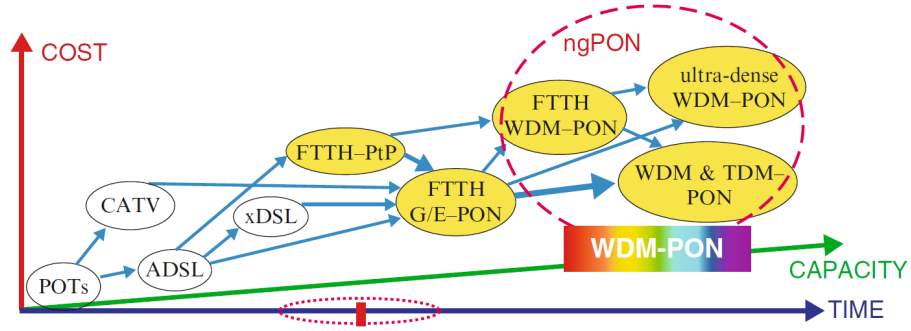 COST
ngPON
ultra-dense
WDM–PON
FTTH
WDM–PON
FTTH–PtP
WDM & TDM–
PON
FTTH
G/E–PON
CATV
xDSL
WDM-PON
ADSL
POTs
CAPACITY
TIME